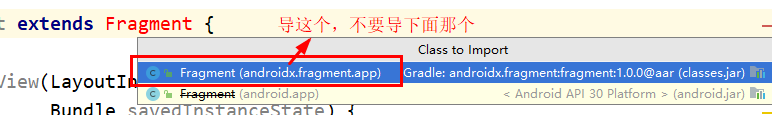 t extends Fragment { 导这个,不要导下面那个
Class to Import
Fragment (androidx.fragment.app) Gradle: androidx.fragment:fragment:1.0.0@aar (classes.jar)
View(LayoutIn
Fragment (android.app) < Android API 30 Platform > (android.jar)
Bundle savedInstanceState) {